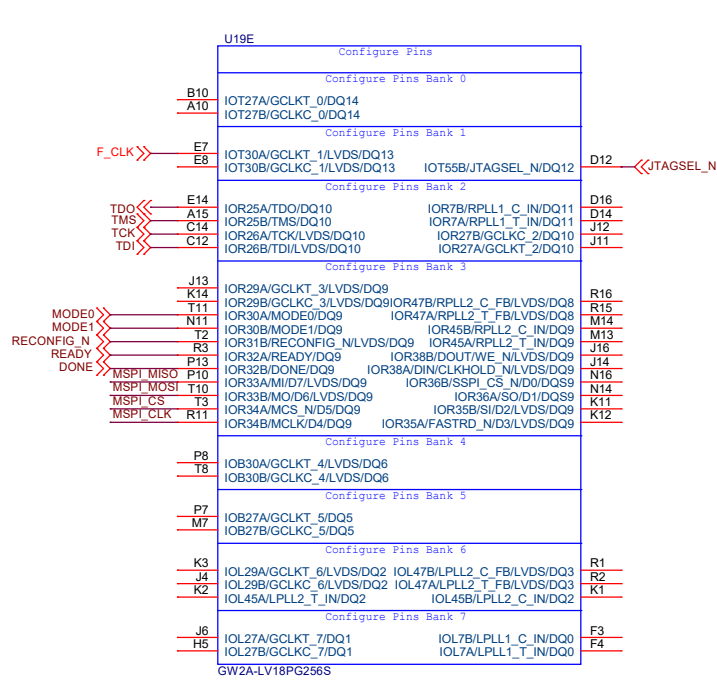 U19E
Configure Pins
Configure Pins Bank 0
B10 IOT27A/GCLKT_0/DQ14
A10 IOT27B/GCLKC_0/DQ14
Configure Pins Bank 1
F_CLK E7 IOT30A/GCLKT_1/LVDS/DQ13
E8 IOT30B/GCLKC_1/LVDS/DQ13 IOT55B/JTAGSEL_N/DQ12 D12 JTAGSEL_N
Configure Pins Bank 2
TDO E14 IOR25A/TDO/DQ10 IOR7B/RPLL1_C_IN/DQ11 D16
TMS A15 IOR25B/TMS/DQ10 IOR7A/RPLL1_T_IN/DQ11 D14
TCK C14 IOR26A/TCK/LVDS/DQ10 IOR27B/GCLKC_2/DQ10 J12
TDI C12 IOR26B/TDI/LVDS/DQ10 IOR27A/GCLKT_2/DQ10 J11
Configure Pins Bank 3
J13 IOR29A/GCLKT_3/LVDS/DQ9
K14 IOR29B/GCLKC_3/LVDS/DQ9 IOR47B/RPLL2_C_FB/LVDS/DQ8 R16
MODE0 T11 IOR30A/MODE0/DQ9 IOR47A/RPLL2_T_FB/LVDS/DQ8 R15
MODE1 N11 IOR30B/MODE1/DQ9 IOR45B/RPLL2_C_IN/DQ9 M14
RECONFIG_N T2 IOR31B/RECONFIG_N/LVDS/DQ9 IOR45A/RPLL2_T_IN/DQ9 M13
READY R3 IOR32A/READY/DQ9 IOR38B/DOUT/WE_N/LVDS/DQ9 J16
DONE P13 IOR32B/DONE/DQ9 IOR38A/DIN/CLKHOLD_N/LVDS/DQ9 J14
MSPI_MISO P10 IOR33A/MI/D7/LVDS/DQ9 IOR36B/SSPI_CS_N/D0/DQS9 N16
MSPI_MOSI T10 IOR33B/MO/D6/LVDS/DQ9 IOR36A/SO/D1/DQS9 N14
MSPI_CS T3 IOR34A/MCS_N/D5/DQ9 IOR35B/SI/D2/LVDS/DQ9 K11
MSPI_CLK R11 IOR34B/MCLK/D4/DQ9 IOR35A/FASTRD_N/D3/LVDS/DQ9 K12
Configure Pins Bank 4
P8 IOB30A/GCLKT_4/LVDS/DQ6
T8 IOB30B/GCLKC_4/LVDS/DQ6
Configure Pins Bank 5
P7 IOB27A/GCLKT_5/DQ5
M7 IOB27B/GCLKC_5/DQ5
Configure Pins Bank 6
K3 IOL29A/GCLKT_6/LVDS/DQ2 IOL47B/LPLL2_C_FB/LVDS/DQ3 R1
J4 IOL29B/GCLKC_6/LVDS/DQ2 IOL47A/LPLL2_T_FB/LVDS/DQ3 R2
K2 IOL45A/LPLL2_T_IN/DQ2 IOL45B/LPLL2_C_IN/DQ2 K1
Configure Pins Bank 7
J6 IOL27A/GCLKT_7/DQ1 IOL7B/LPLL1_C_IN/DQ0 F3
H5 IOL27B/GCLKC_7/DQ1 IOL7A/LPLL1_T_IN/DQ0 F4
GW2A-LV18PG256S